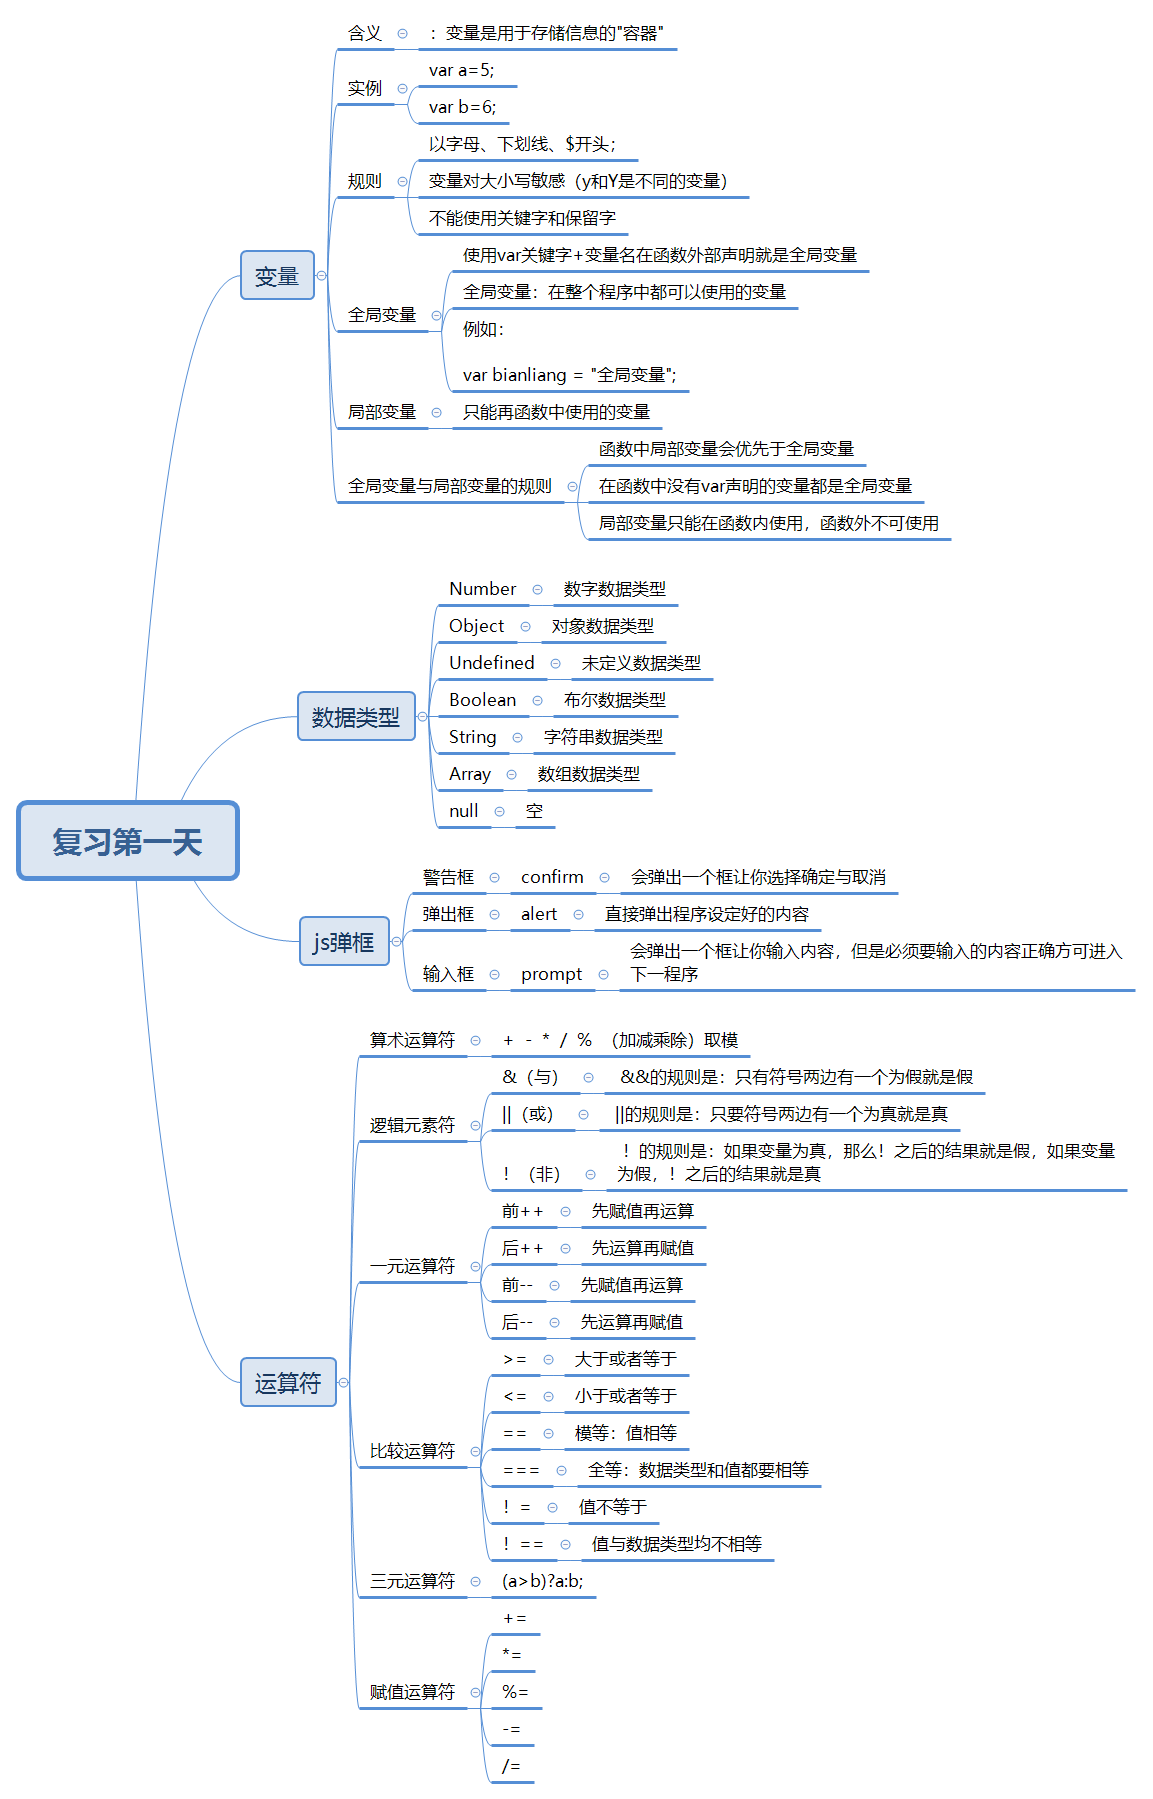 复习第一天
变量
含义
：变量是用于存储信息的"容器"
实例
var a=5;
var b=6;
规则
以字母、下划线、$开头；
变量对大小写敏感（y和Y是不同的变量）
不能使用关键字和保留字
全局变量
使用var关键字+变量名在函数外部声明就是全局变量
全局变量：在整个程序中都可以使用的变量
例如：
var bianliang = "全局变量";
局部变量
只能再函数中使用的变量
全局变量与局部变量的规则
函数中局部变量会优先于全局变量
在函数中没有var声明的变量都是全局变量
局部变量只能在函数内使用，函数外不可使用
数据类型
Number
数字数据类型
Object
对象数据类型
Undefined
未定义数据类型
Boolean
布尔数据类型
String
字符串数据类型
Array
数组数据类型
null
空
js弹框
警告框
confirm
会弹出一个框让你选择确定与取消
弹出框
alert
直接弹出程序设定好的内容
输入框
prompt
会弹出一个框让你输入内容，但是必须要输入的内容正确方可进入
下一程序
运算符
算术运算符
+ - * / % （加减乘除）取模
逻辑元素符
&（与）
&&的规则是：只有符号两边有一个为假就是假
||（或）
||的规则是：只要符号两边有一个为真就是真
！（非）
！的规则是：如果变量为真，那么！之后的结果就是假，如果变量
为假，！之后的结果就是真
一元运算符
前++
先赋值再运算
后++
先运算再赋值
前--
先赋值再运算
后--
先运算再赋值
比较运算符
>=
大于或者等于
<=
小于或者等于
==
模等：值相等
===
全等：数据类型和值都要相等
！=
值不等于
！==
值与数据类型均不相等
三元运算符
(a>b)?a:b;
赋值运算符
+=
*=
%=
-=
/=